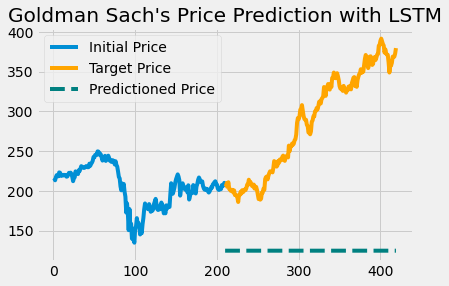 Goldman Sach's Price Prediction with LSTM
400
350
300
250
200
150
Initial Price
Target Price
Predictioned Price
0
100
200
300
400